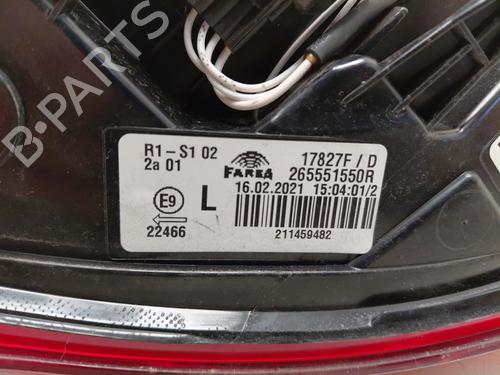 B-PARTS
R1-S1 02
2a 01
FAREA
17827F / D
265551550R
16.02.2021 15:04:01/2
E9
L
22466
211459482